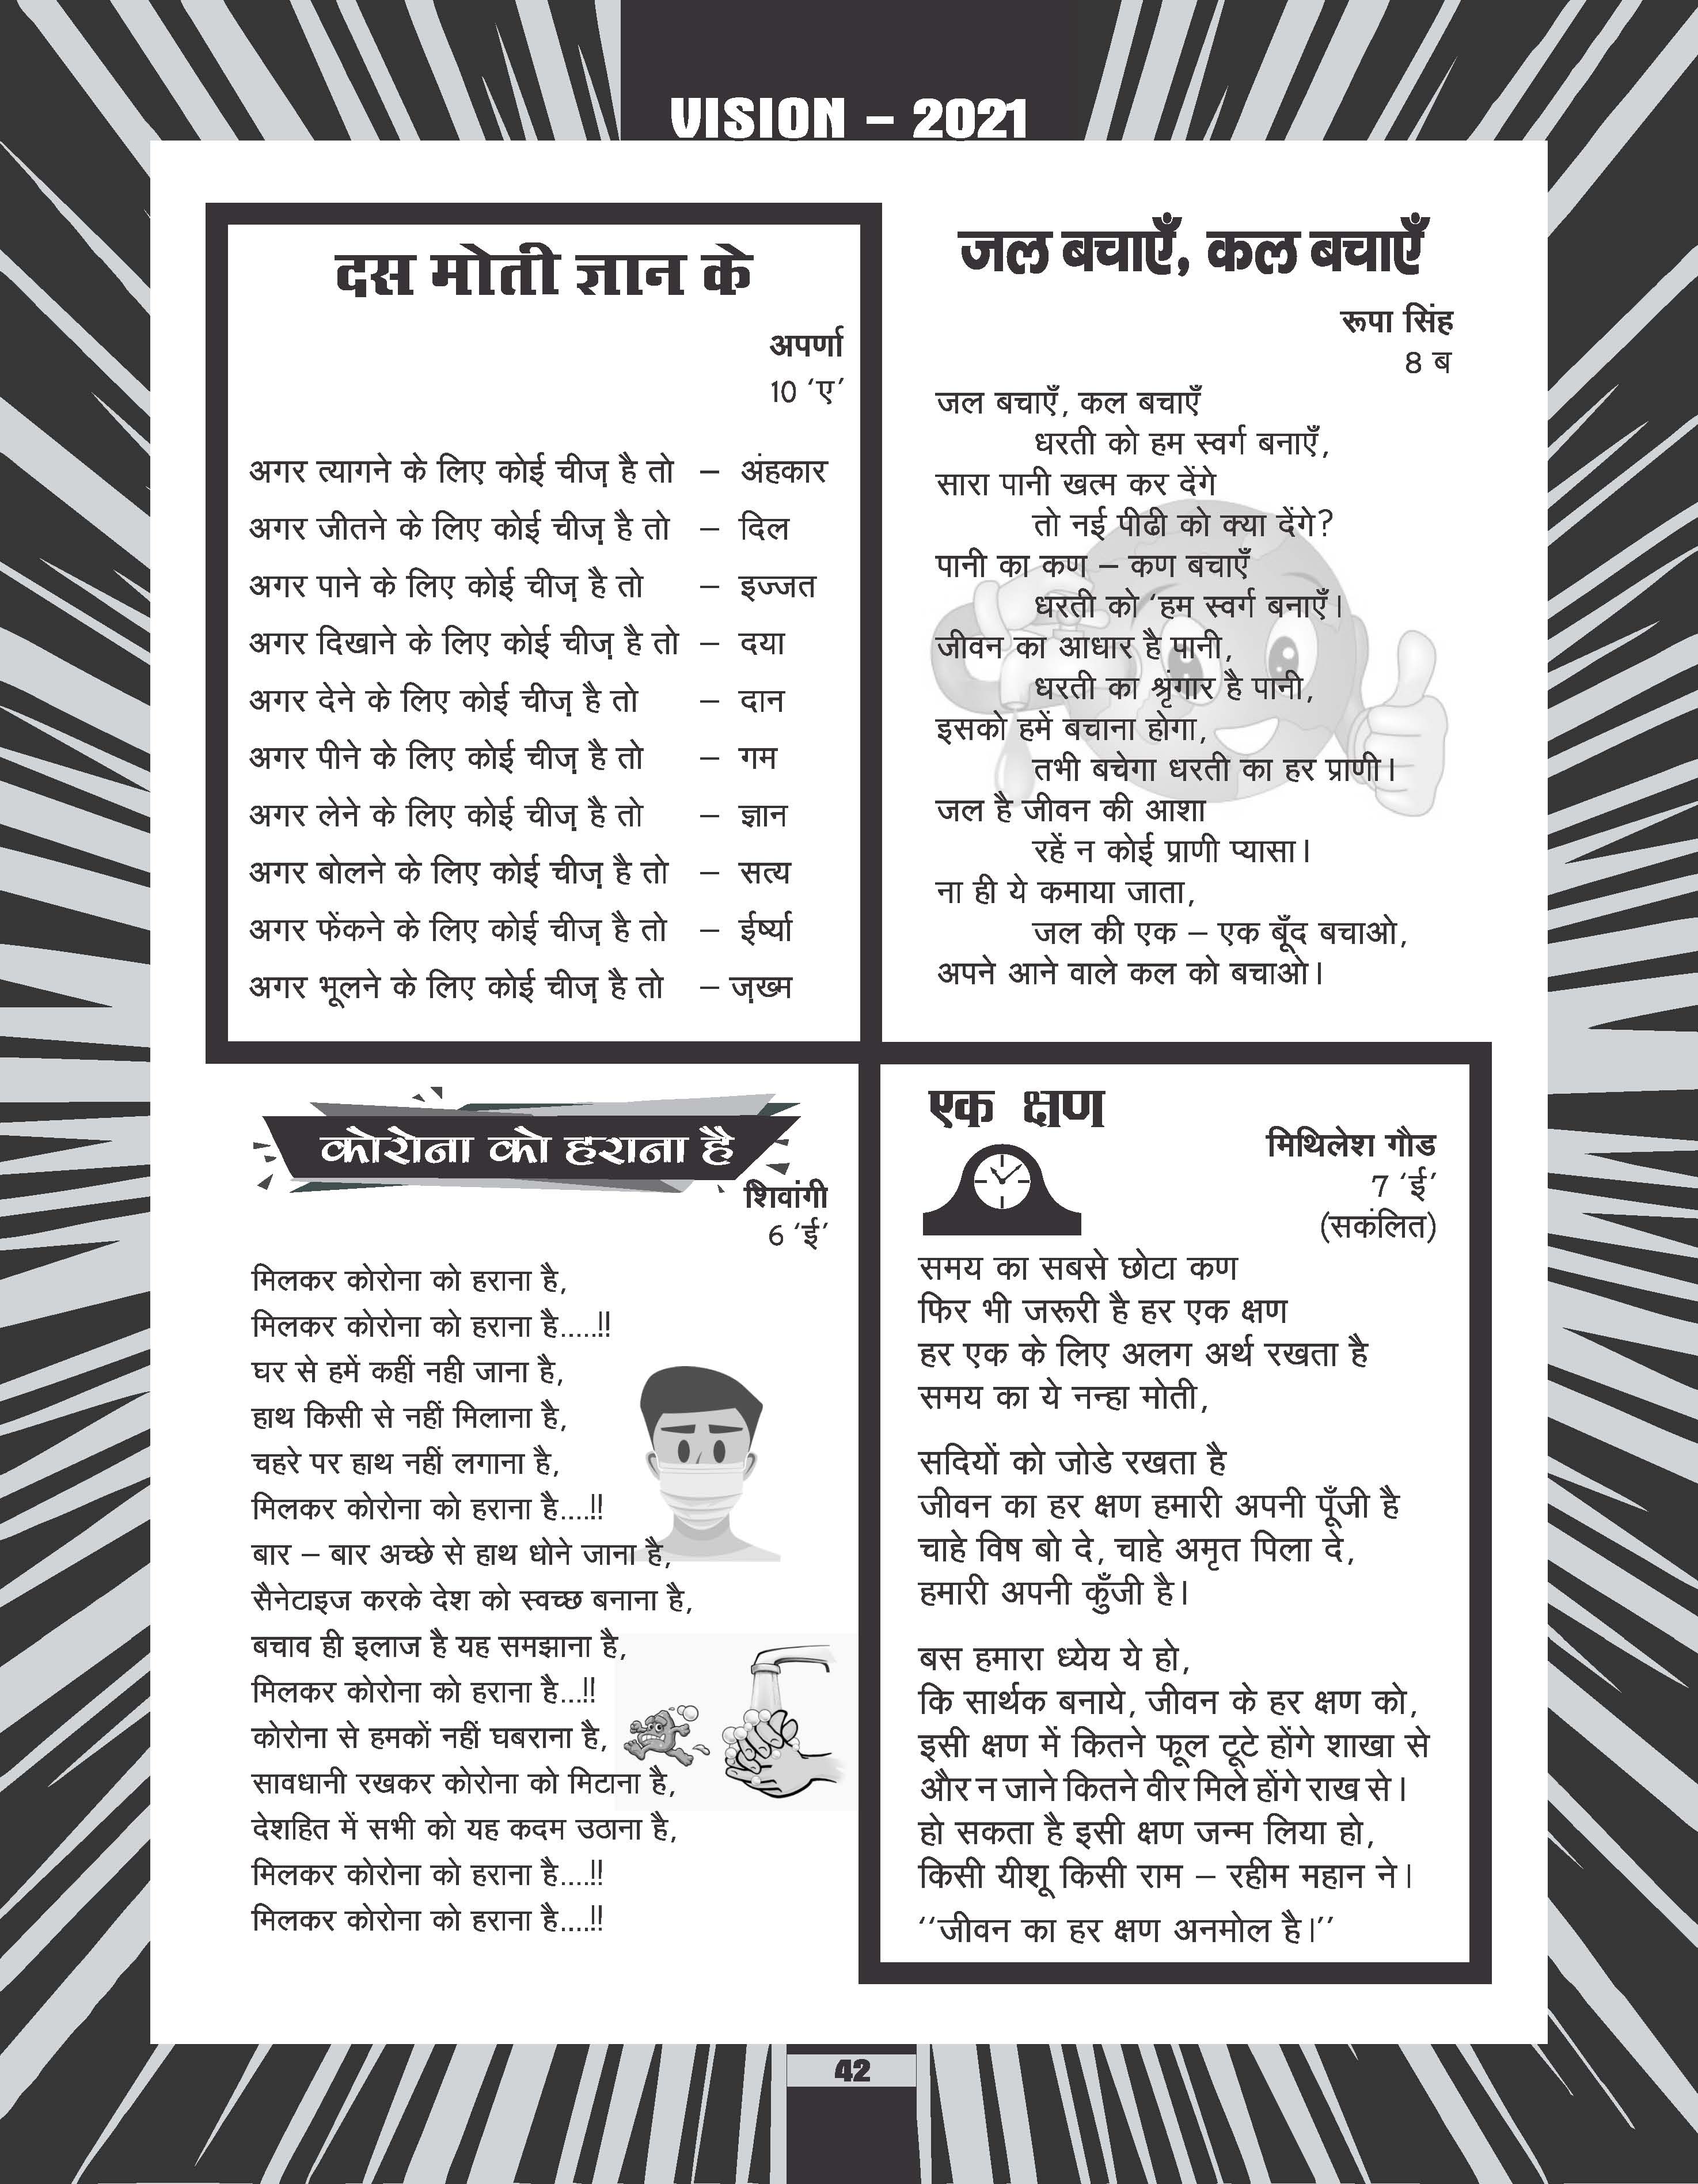 VISION – 2021
दस मोती ज्ञान के
अपर्णा
10 ‘ए’
अगर त्यागने के लिए कोई चीज़ है तो – अंहकार
अगर जीतने के लिए कोई चीज़ है तो – दिल
अगर पाने के लिए कोई चीज़ है तो – इज्जत
अगर दिखाने के लिए कोई चीज़ है तो – दया
अगर देने के लिए कोई चीज़ है तो – दान
अगर पीने के लिए कोई चीज़ है तो – गम
अगर लेने के लिए कोई चीज़ है तो – ज्ञान
अगर बोलने के लिए कोई चीज़ है तो – सत्य
अगर फेंकने के लिए कोई चीज़ है तो – ईर्ष्या
अगर भूलने के लिए कोई चीज़ है तो – ज़ख्म
जल बचाएँ, कल बचाएँ
रूपा सिंह
8 ब
जल बचाएँ, कल बचाएँ
धरती को हम स्वर्ग बनाएँ,
सारा पानी खत्म कर देंगे
तो नई पीढी को क्या देंगे?
पानी का कण – कण बचाएँ
धरती को ‘हम स्वर्ग बनाएँ।
जीवन का आधार है पानी,
धरती का श्रृंगार है पानी,
इसको हमें बचाना होगा,
तभी बचेगा धरती का हर प्राणी।
जल है जीवन की आशा
रहें न कोई प्राणी प्यासा।
ना ही ये कमाया जाता,
जल की एक – एक बूँद बचाओ,
अपने आने वाले कल को बचाओ।
कोरोना को हराना है
शिवांगी
6 ‘ई’
मिलकर कोरोना को हराना है,
मिलकर कोरोना को हराना है.....!!
घर से हमें कहीं नही जाना है,
हाथ किसी से नहीं मिलाना है,
चहरे पर हाथ नहीं लगाना है,
मिलकर कोरोना को हराना है....!!
बार – बार अच्छे से हाथ धोने जाना है,
सैनेटाइज करके देश को स्वच्छ बनाना है,
बचाव ही इलाज है यह समझाना है,
मिलकर कोरोना को हराना है...!!
कोरोना से हमकों नहीं घबराना है,
सावधानी रखकर कोरोना को मिटाना है,
देशहित में सभी को यह कदम उठाना है,
मिलकर कोरोना को हराना है....!!
मिलकर कोरोना को हराना है....!!
एक क्षण
मिथिलेश गौड
7 ‘ई’
(सकंलित)
समय का सबसे छोटा कण
फिर भी जरूरी है हर एक क्षण
हर एक के लिए अलग अर्थ रखता है
समय का ये नन्हा मोती,
सदियों को जोडे रखता है
जीवन का हर क्षण हमारी अपनी पूँजी है
चाहे विष बो दे, चाहे अमृत पिला दे,
हमारी अपनी कुँजी है।
बस हमारा ध्येय ये हो,
कि सार्थक बनाये, जीवन के हर क्षण को,
इसी क्षण में कितने फूल टूटे होंगे शाखा से
और न जाने कितने वीर मिले होंगे राख से।
हो सकता है इसी क्षण जन्म लिया हो,
किसी यीशू किसी राम – रहीम महान ने।
‘‘जीवन का हर क्षण अनमोल है।’’
42